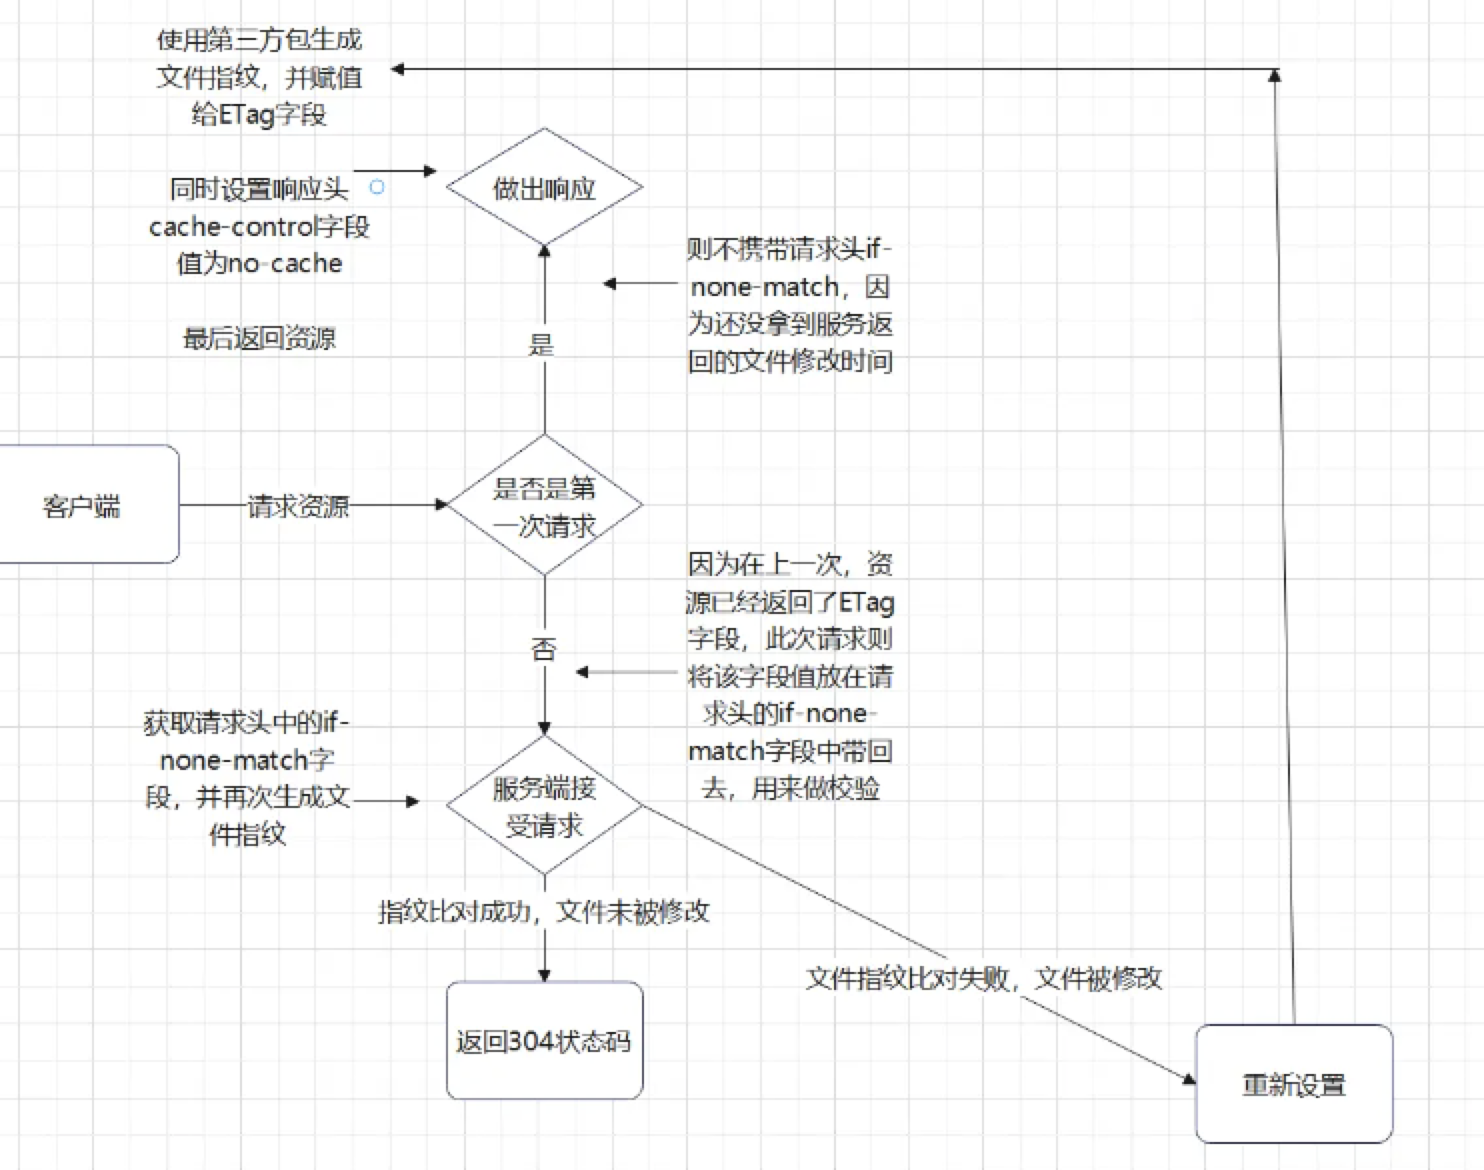 使用第三方包生成
文件指纹，并赋值
给ETag字段
同时设置响应头
cache-control字段
值为no-cache
最后返回资源
做出响应
则不携带请求头if-
none-match，因
为还没拿到服务返
回的文件修改时间
是
客户端
请求资源
是否是第
一次请求
否
因为在上一次，资
源已经返回了ETag
字段，此次请求则
将该字段值放在请
求头的if-none-
match字段中带回
去，用来做校验
获取请求头中的if-
none-match字
段，并再次生成文
件指纹
服务端接
受请求
指纹比对成功，文件未被修改
文件指纹比对失败，文件被修改
返回304状态码
重新设置